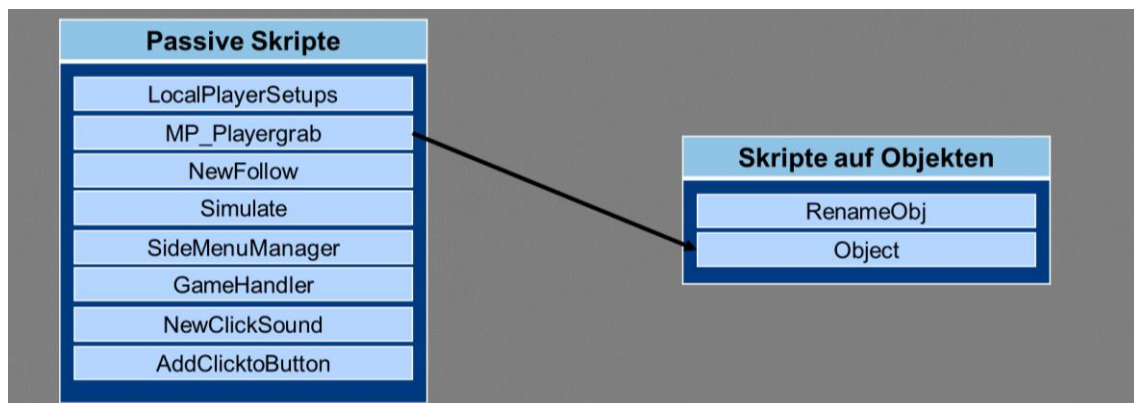 Passive Skripte
LocalPlayerSetups
MP_Playergrab
NewFollow
Simulate
SideMenuManager
GameHandler
NewClickSound
AddClicktoButton
Skripte auf Objekten
RenameObj
Object